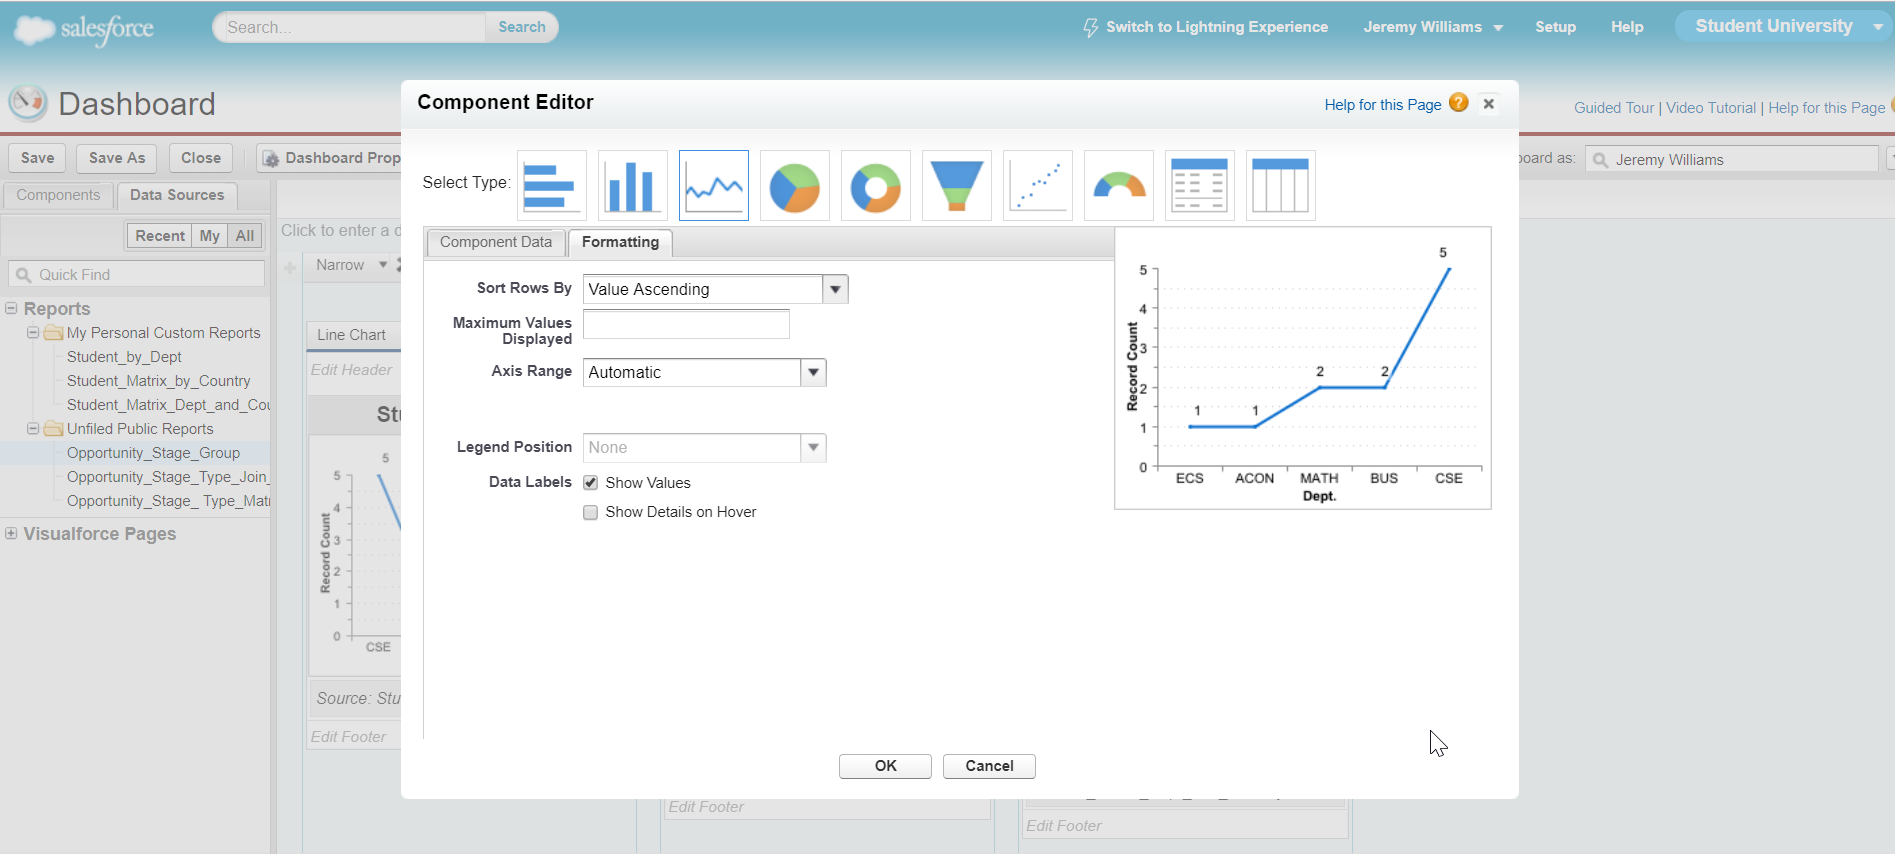 salesforce
Search...
Search
Switch to Lightning Experience
Jeremy Williams
Setup
Help
Student University
Dashboard
Guided Tour | Video Tutorial | Help for this Page
Save
Save As
Close
Dashboard Prop
board as:
Jeremy Williams
Components
Data Sources
Recent
My
All
Quick Find
Reports
My Personal Custom Reports
Student_by_Dept
Student_Matrix_by_Country
Student_Matrix_Dept_and_Cou
Unfiled Public Reports
Opportunity_Stage_Group
Opportunity_Stage_Type_Join_
Opportunity_Stage_ Type_Matr
Visualforce Pages
Click to enter a d
Narrow
Line Chart
Edit Header
Stu
5
5
4
3
2
1
0
Record Count
CSE
Source: Stu
Edit Footer
Edit Footer
Edit Footer
Component Editor
Help for this Page ?
Select Type:
Component Data
Formatting
Sort Rows By
Value Ascending
Maximum Values
Displayed
Axis Range
Automatic
Legend Position
None
Data Labels
Show Values
Show Details on Hover
OK
Cancel
5
4
3
2
1
0
Record Count
1
1
2
2
5
ECS
ACON
MATH
BUS
CSE
Dept.